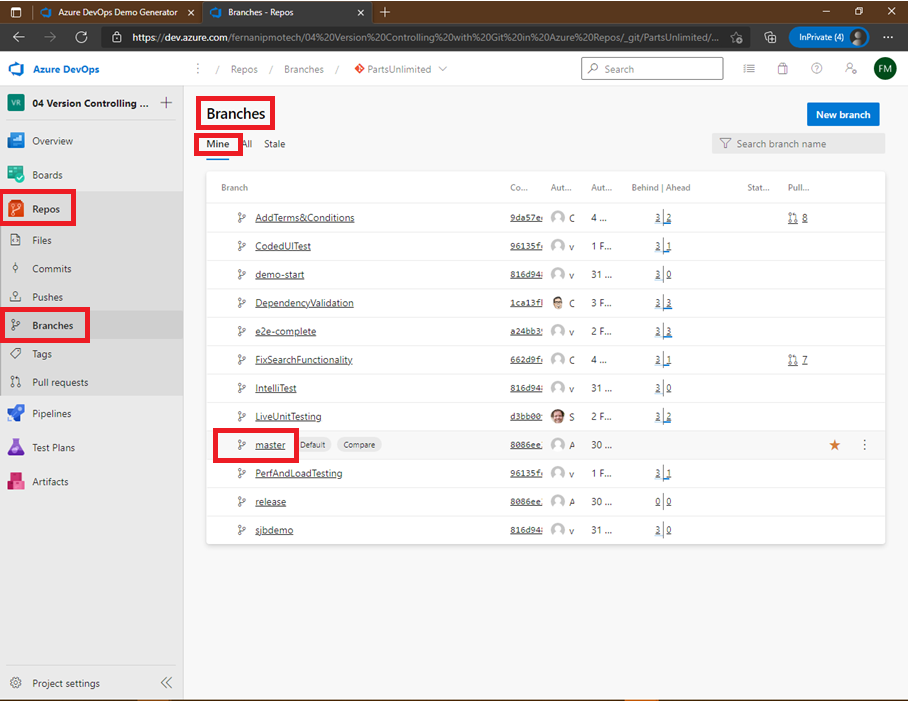 Azure DevOps Demo Generator
Branches - Repos
https://dev.azure.com/fernanipmotech/04%20Version%20Controlling%20with%20Git%20in%20Azure%20Repos/_git/PartsUnlimited/...
InPrivate (4)
Azure DevOps
/ Repos / Branches / PartsUnlimited
Search
FM
VR 04 Version Controlling ...
Overview
Boards
Repos
Files
Commits
Pushes
Branches
Tags
Pull requests
Pipelines
Test Plans
Artifacts
Project settings
Branches
New branch
Mine All Stale
Search branch name
Branch Co... Aut... Aut... Behind | Ahead Stat... Pull...
AddTerms&Conditions 9da57e C 4 ... 3 2 8
CodedUITest 96135f v 1 F... 3 1
demo-start 816d94 v 31 ... 3 0
DependencyValidation 1ca13f C 3 F... 3 3
e2e-complete a24bb3 v 2 F... 3 3
FixSearchFunctionality 662d9f C 4 ... 3 1 7
IntelliTest 816d94 v 31 ... 3 0
LiveUnitTesting d3bb00 S 2 F... 3 2
master Default Compare 8086ee A 30 ...
PerfAndLoadTesting 96135f v 1 F... 3 1
release 8086ee A 30 ... 0 0
sjbdemo 816d94 v 31 ... 3 0